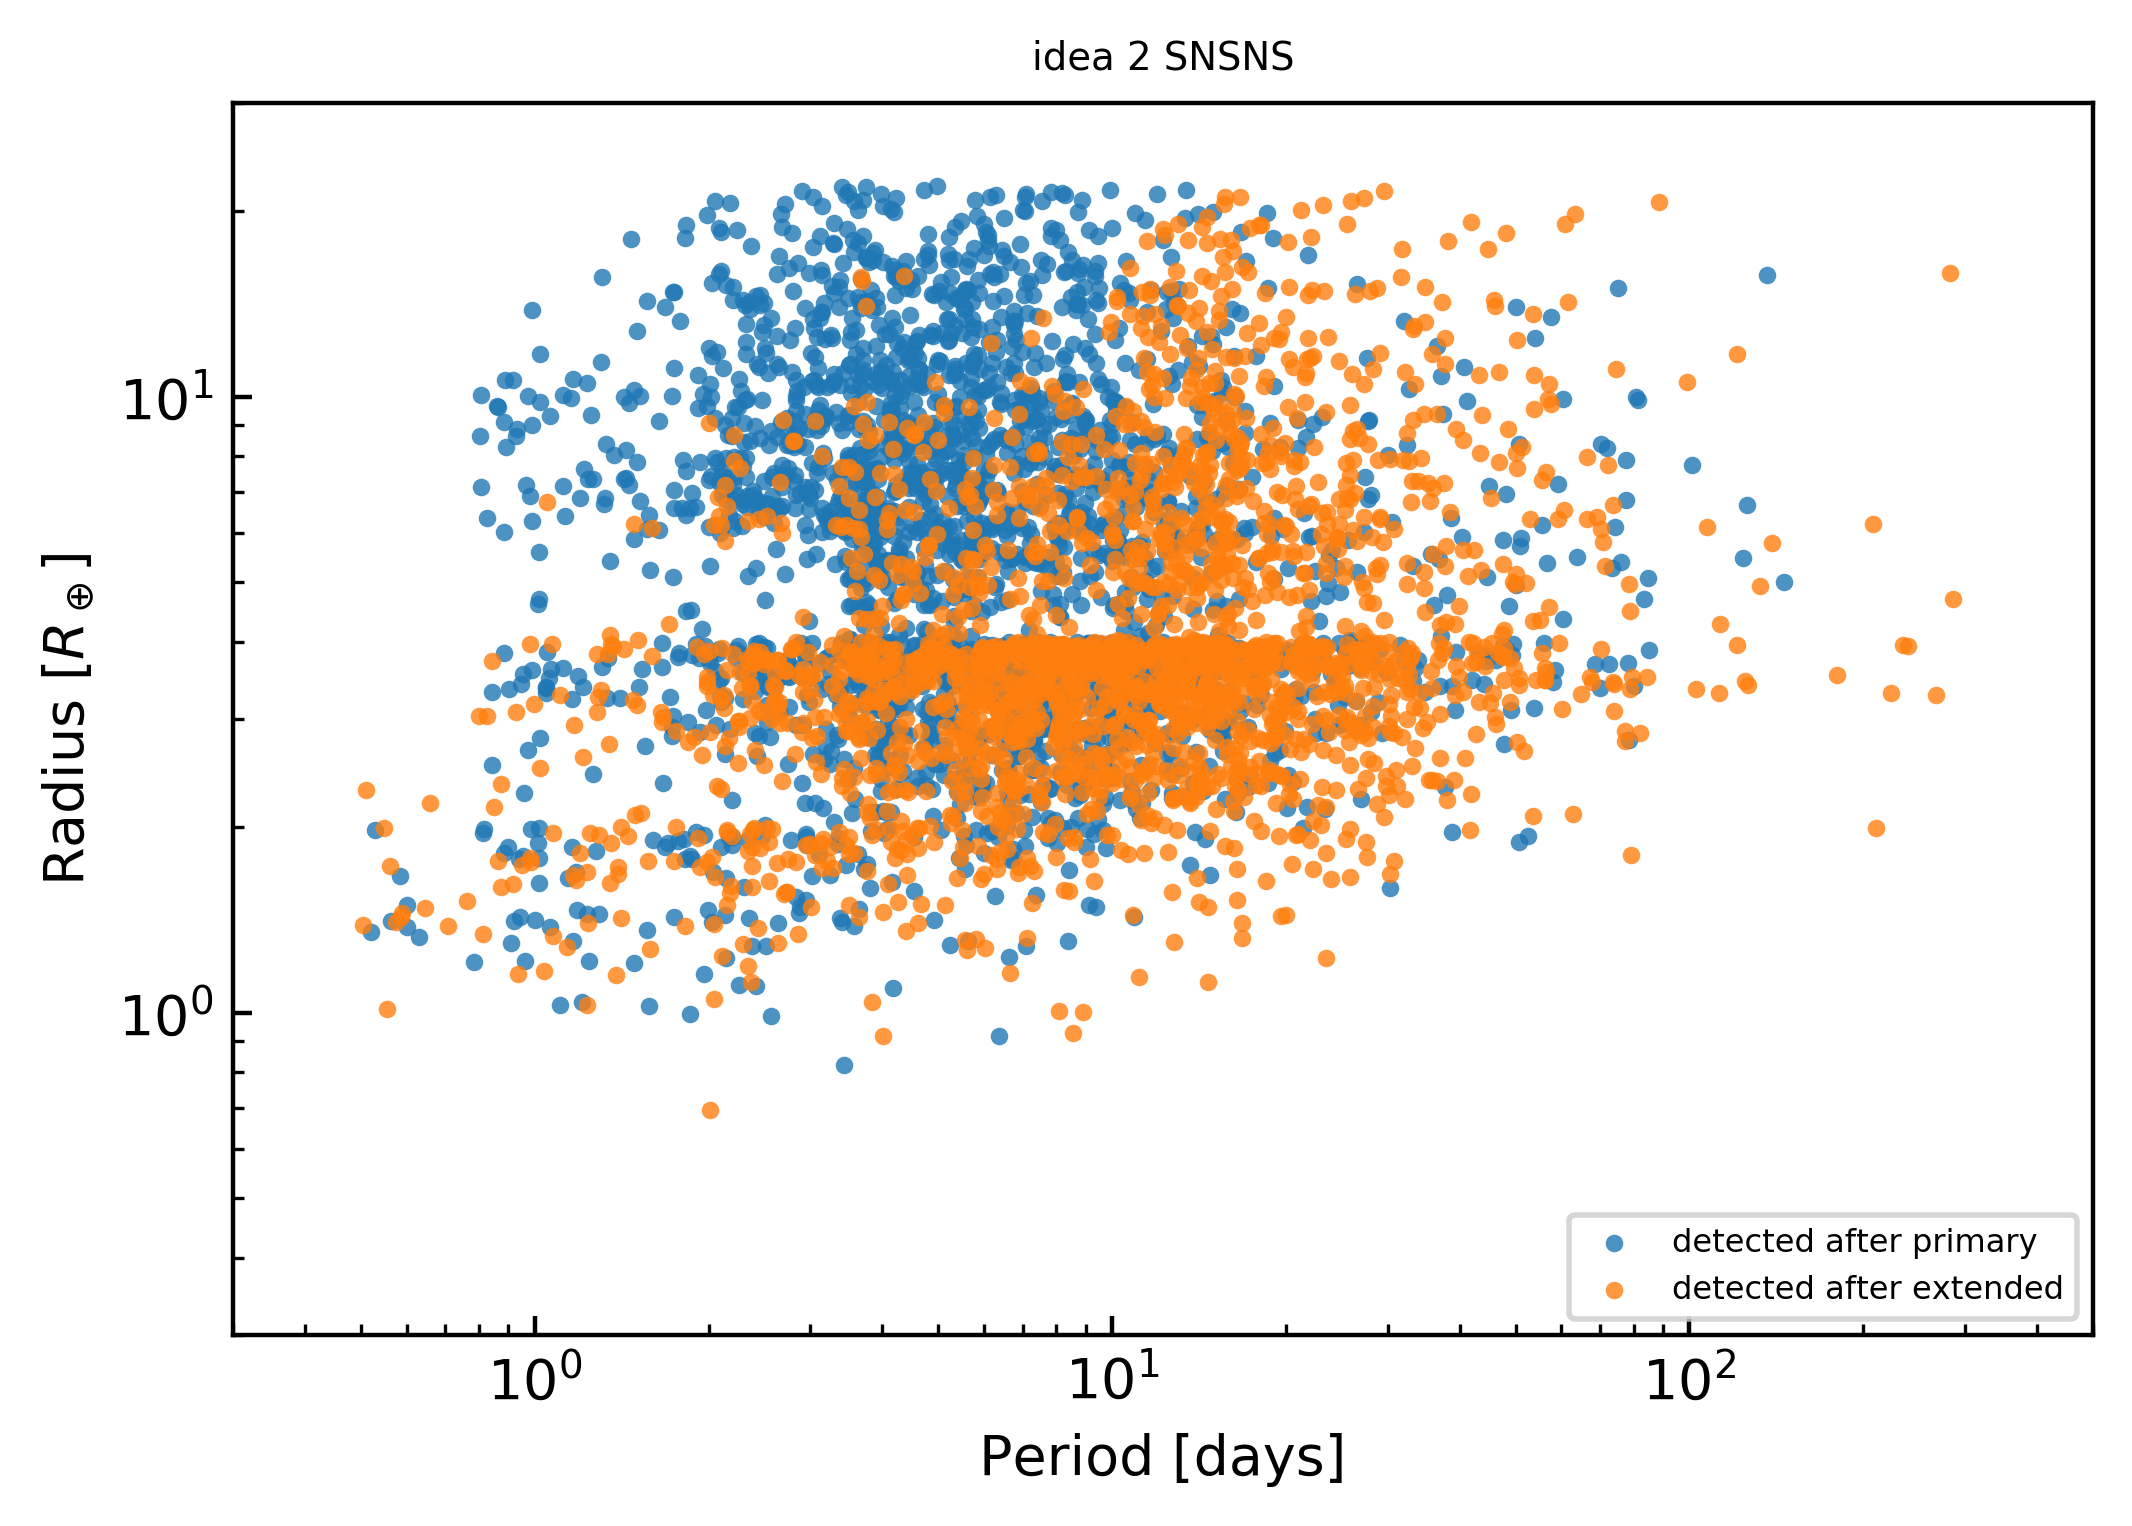 idea 2 SNSNS
Radius [R⊕]
10¹
10⁰
detected after primary
detected after extended
10⁰ 10¹ 10²
Period [days]